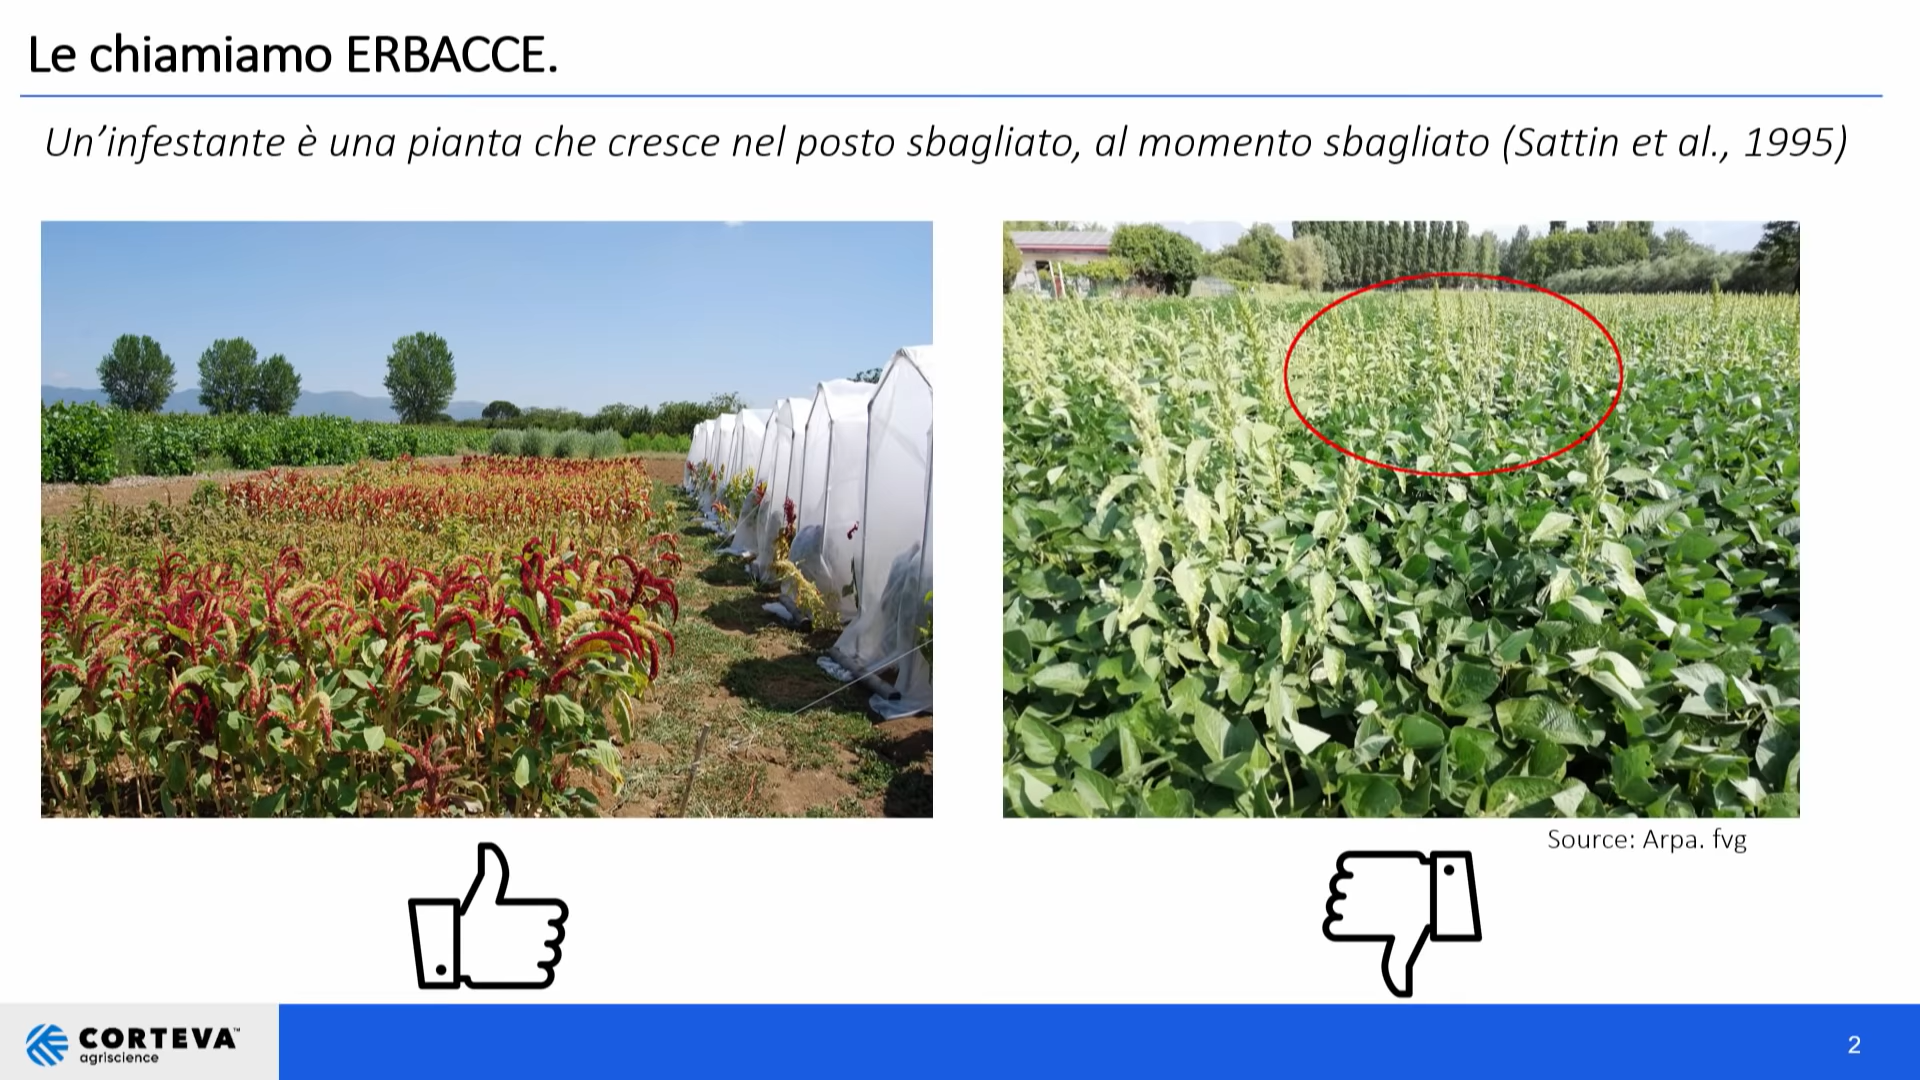 Le chiamiamo ERBACCE.
Un’infestante è una pianta che cresce nel posto sbagliato, al momento sbagliato (Sattin et al., 1995)
Source: Arpa. fvg
CORTEVA™
agriscience
2